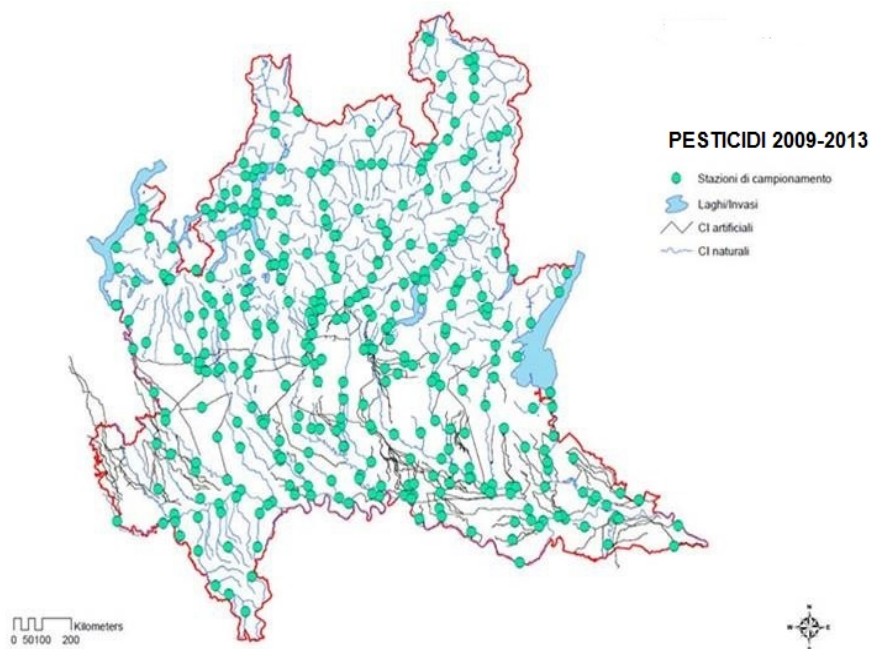 PESTICIDI 2009-2013
Stazioni di campionamento
Laghi/Invasi
CI artificiali
CI naturali
Kilometers
0 50100 200
N
W E
S